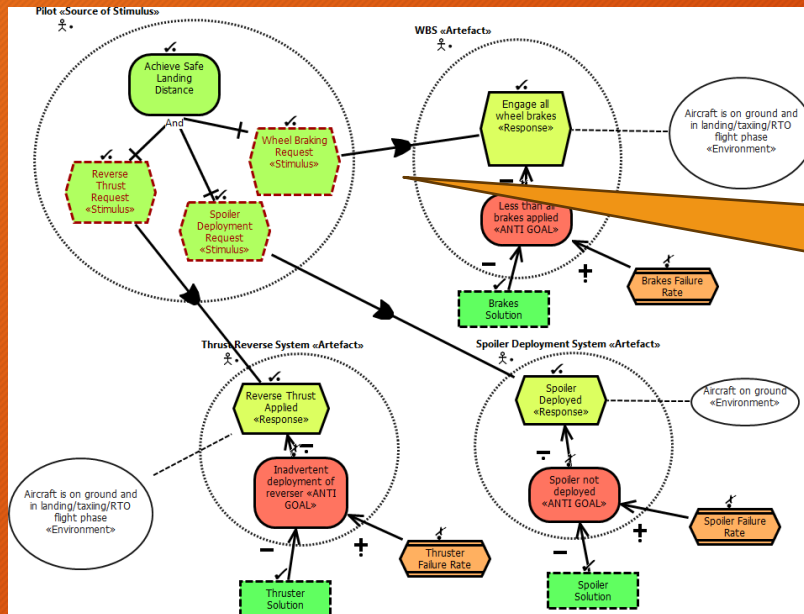 Pilot «Source of Stimulus»
Achieve Safe
Landing
Distance
And
Wheel Braking
Request
«Stimulus»
Reverse
Thrust
Request
«Stimulus»
Spoiler
Deployment
Request
«Stimulus»
WBS «Artefact»
Engage all
wheel brakes
«Response»
Aircraft is on ground and
in landing/taxiing/RTO
flight phase
«Environment»
Less than all
brakes applied
«ANTI GOAL»
Brakes
Solution
Brakes Failure
Rate
Thrust Reverse System «Artefact»
Reverse Thrust
Applied
«Response»
Inadvertent
deployment of
reverser «ANTI
GOAL»
Aircraft is on ground and
in landing/taxiing/RTO
flight phase
«Environment»
Thruster
Failure Rate
Thruster
Solution
Spoiler Deployment System «Artefact»
Spoiler
Deployed
«Response»
Aircraft on ground
«Environment»
Spoiler not
deployed
«ANTI GOAL»
Spoiler Failure
Rate
Spoiler
Solution